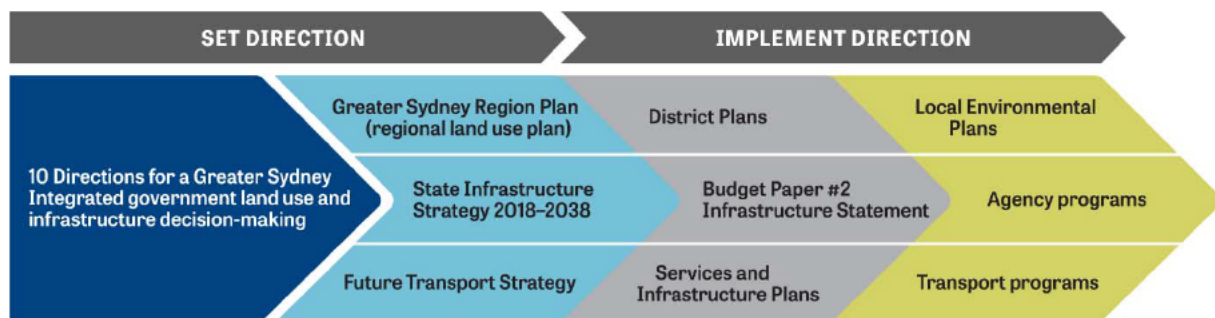 SET DIRECTION
IMPLEMENT DIRECTION
10 Directions for a Greater Sydney
Integrated government land use and
infrastructure decision-making
Greater Sydney Region Plan
(regional land use plan)
District Plans
Local Environmental
Plans
State Infrastructure
Strategy 2018–2038
Budget Paper #2
Infrastructure Statement
Agency programs
Future Transport Strategy
Services and
Infrastructure Plans
Transport programs